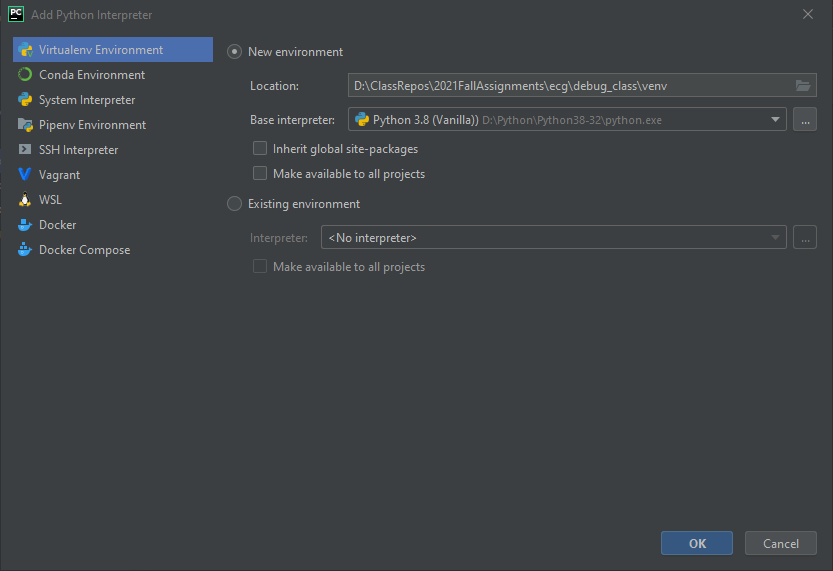 PC Add Python Interpreter
Virtualenv Environment
Conda Environment
System Interpreter
Pipenv Environment
SSH Interpreter
Vagrant
WSL
Docker
Docker Compose
New environment
Location: D:\ClassRepos\2021FallAssignments\ecg\debug_class\venv
Base interpreter: Python 3.8 (Vanilla)) D:\Python\Python38-32\python.exe ...
Inherit global site-packages
Make available to all projects
Existing environment
Interpreter: <No interpreter> ...
Make available to all projects
OK Cancel